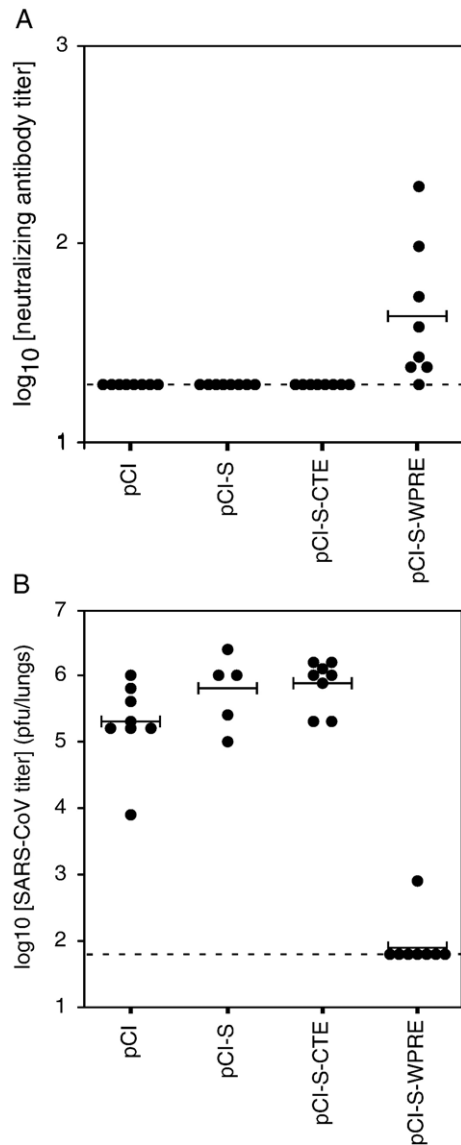 A
log10 [neutralizing antibody titer]
3
2
1
pCI
pCI-S
pCI-S-CTE
pCI-S-WPRE
B
log10 [SARS-CoV titer] (pfu/lungs)
7
6
5
4
3
2
1
pCI
pCI-S
pCI-S-CTE
pCI-S-WPRE